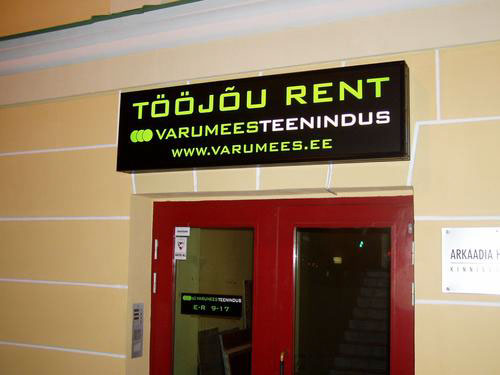 TÖÖJÕU RENT
VARUMEESTEENINDUS
WWW.VARUMEES.EE
ARKAADIA
VARUMEESTEENINDUS
E-R 9-17